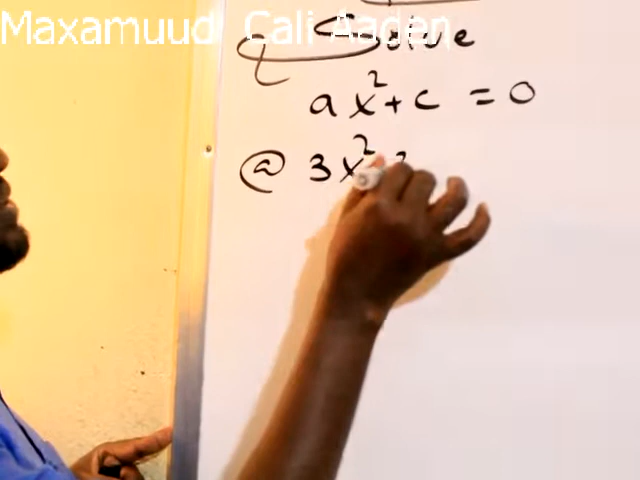 Maxamuud Cali Aaden
Solve
ax²+c =0
@ 3x²